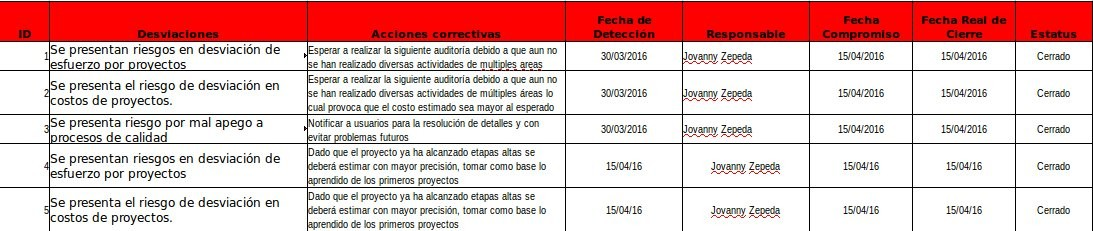 ID Desviaciones Acciones correctivas Fecha de Detección Responsable Fecha Compromiso Fecha Real de Cierre Estatus
1 Se presentan riesgos en desviación de esfuerzo por proyectos Esperar a realizar la siguiente auditoría debido a que aun no se han realizado diversas actividades de multiples areas 30/03/2016 Jovanny Zepeda 15/04/2016 15/04/2016 Cerrado
2 Se presenta el riesgo de desviación en costos de proyectos. Esperar a realizar la siguiente auditoría debido a que aun no se han realizado diversas actividades de múltiples áreas lo cual provoca que el costo estimado sea mayor al esperado 30/03/2016 Jovanny Zepeda 15/04/2016 15/04/2016 Cerrado
3 Se presenta riesgo por mal apego a procesos de calidad Notificar a usuarios para la resolución de detalles y con evitar problemas futuros 30/03/2016 Jovanny Zepeda 15/04/2016 15/04/2016 Cerrado
4 Se presentan riesgos en desviación de esfuerzo por proyectos Dado que el proyecto ya ha alcanzado etapas altas se deberá estimar con mayor precisión, tomar como base lo aprendido de los primeros proyectos 15/04/16 Jovanny Zepeda 15/04/16 15/04/16 Cerrado
5 Se presenta el riesgo de desviación en costos de proyectos. Dado que el proyecto ya ha alcanzado etapas altas se deberá estimar con mayor precisión, tomar como base lo aprendido de los primeros proyectos 15/04/16 Jovanny Zepeda 15/04/16 15/04/16 Cerrado